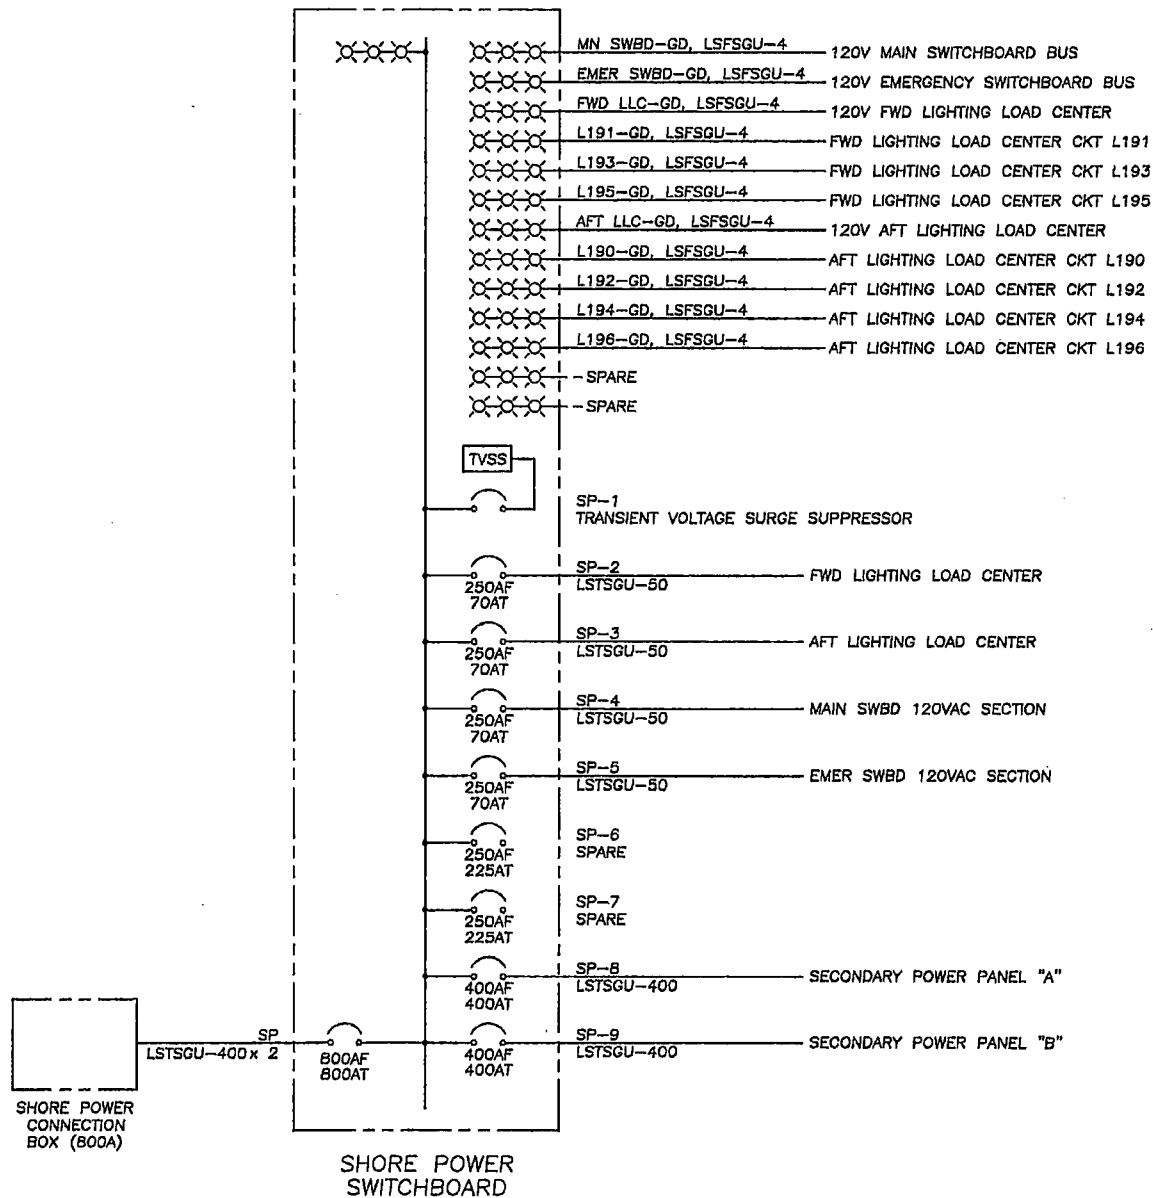 MN SWBD-GD, LSFSGU-4
120V MAIN SWITCHBOARD BUS
EMER SWBD-GD, LSFSGU-4
120V EMERGENCY SWITCHBOARD BUS
FWD LLC-GD, LSFSGU-4
120V FWD LIGHTING LOAD CENTER
L191-GD, LSFSGU-4
FWD LIGHTING LOAD CENTER CKT L191
L193-GD, LSFSGU-4
FWD LIGHTING LOAD CENTER CKT L193
L195-GD, LSFSGU-4
FWD LIGHTING LOAD CENTER CKT L195
AFT LLC-GD, LSFSGU-4
120V AFT LIGHTING LOAD CENTER
L190-GD, LSFSGU-4
AFT LIGHTING LOAD CENTER CKT L190
L192-GD, LSFSGU-4
AFT LIGHTING LOAD CENTER CKT L192
L194-GD, LSFSGU-4
AFT LIGHTING LOAD CENTER CKT L194
L196-GD, LSFSGU-4
AFT LIGHTING LOAD CENTER CKT L196
SPARE
SPARE
TVSS
SP-1
TRANSIENT VOLTAGE SURGE SUPPRESSOR
250AF
70AT
SP-2
LSTSGU-50
FWD LIGHTING LOAD CENTER
250AF
70AT
SP-3
LSTSGU-50
AFT LIGHTING LOAD CENTER
250AF
70AT
SP-4
LSTSGU-50
MAIN SWBD 120VAC SECTION
250AF
70AT
SP-5
LSTSGU-50
EMER SWBD 120VAC SECTION
250AF
225AT
SP-6
SPARE
250AF
225AT
SP-7
SPARE
400AF
400AT
SP-8
LSTSGU-400
SECONDARY POWER PANEL "A"
SP
LSTSGU-400 x 2
800AF
800AT
400AF
400AT
SP-9
LSTSGU-400
SECONDARY POWER PANEL "B"
SHORE POWER
CONNECTION
BOX (800A)
SHORE POWER
SWITCHBOARD